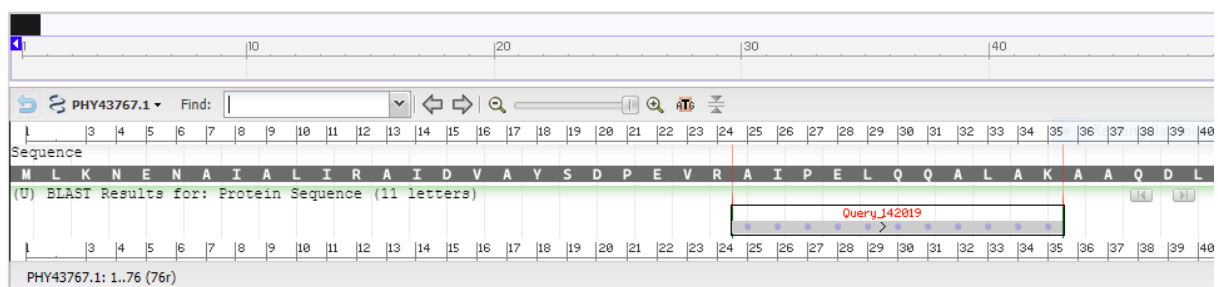 1 10 20 30 40
PHY43767.1 Find: ATG
1 3 4 5 6 7 8 9 10 11 12 13 14 15 16 17 18 19 20 21 22 23 24 25 26 27 28 29 30 31 32 33 34 35 36 37 38 39 40
Sequence
M L K N E N A I A L I R A I D V A Y S D P E V R A I P E L Q Q A L A K A A Q D L
(U) BLAST Results for: Protein Sequence (11 letters)
Query_142019
1 3 4 5 6 7 8 9 10 11 12 13 14 15 16 17 18 19 20 21 22 23 24 25 26 27 28 29 30 31 32 33 34 35 36 37 38 39 40
PHY43767.1: 1..76 (76r)